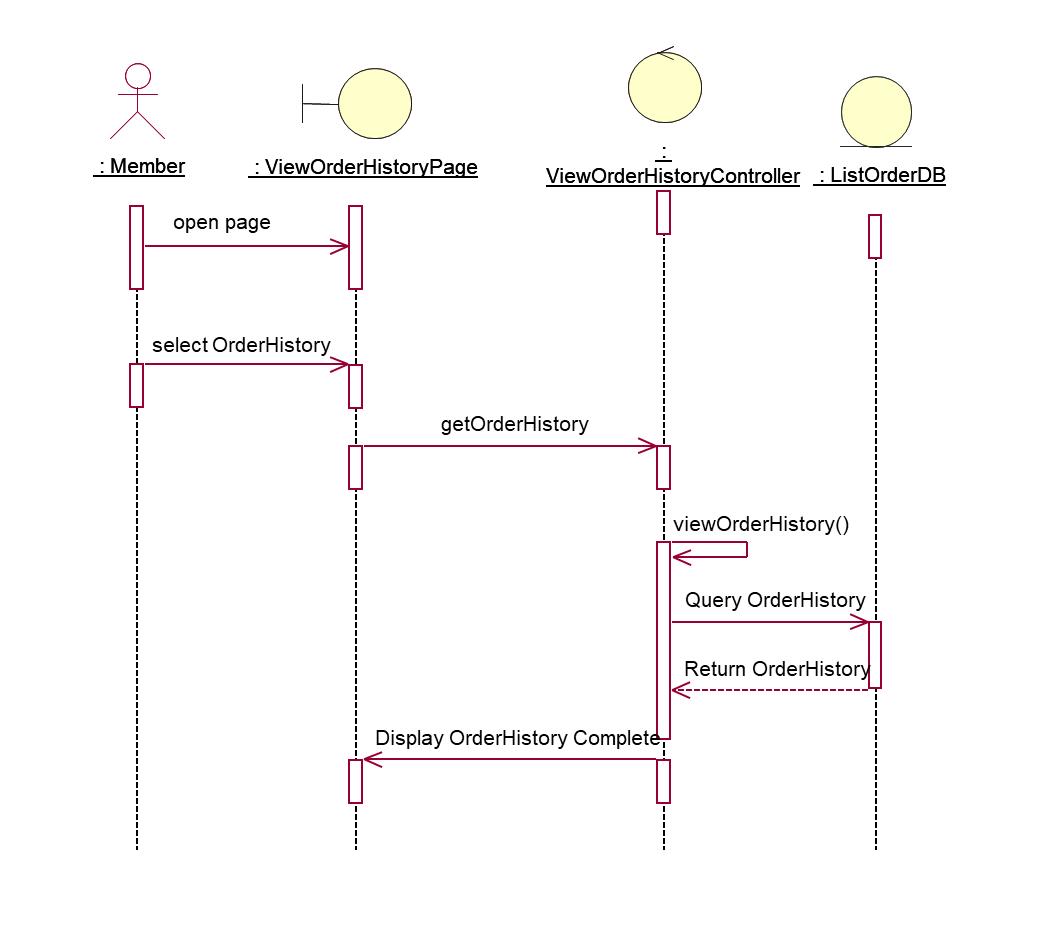 : Member
: ViewOrderHistoryPage
:
ViewOrderHistoryController
: ListOrderDB
open page
select OrderHistory
getOrderHistory
viewOrderHistory()
Query OrderHistory
Return OrderHistory
Display OrderHistory Complete